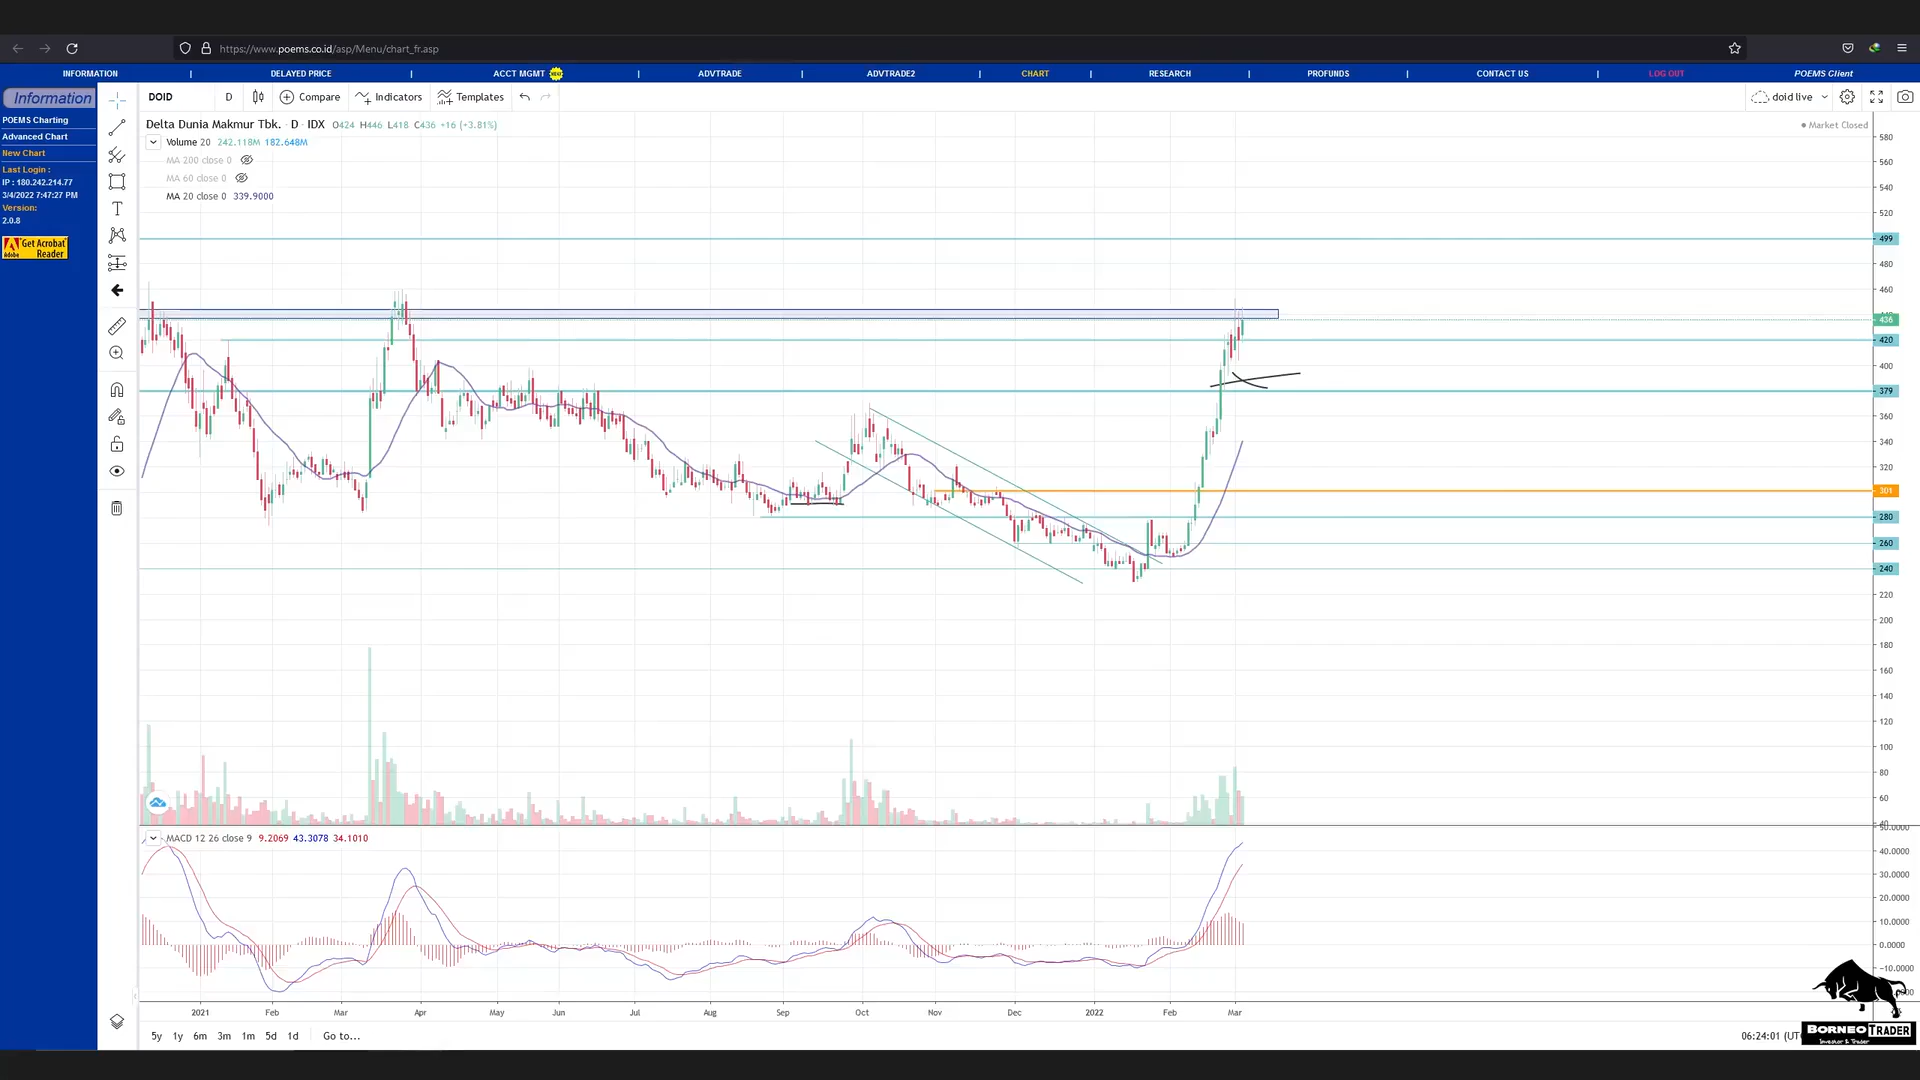 https://www.poems.co.id/asp/Menu/chart_fr.asp
INFORMATION | DELAYED PRICE | ACCT MGMT | ADVTRADE | ADVTRADE2 | CHART | RESEARCH | PROFUNDS | CONTACT US | LOG OUT POEMS Client
Information
POEMS Charting
Advanced Chart
New Chart
Last Login :
IP : 180.242.214.77
3/4/2022 7:47:27 PM
Version:
2.0.8
Get Acrobat
Adobe Reader
DOID D Compare Indicators Templates doid live
Delta Dunia Makmur Tbk. D IDX O424 H446 L418 C436 +16 (+3.81%)
Market Closed
Volume 20 242.118M 182.648M
MA 200 close 0
MA 60 close 0
MA 20 close 0 339.9000
580
560
540
520
499
480
460
436
420
400
379
360
340
320
301
280
260
240
220
200
180
160
140
120
100
80
60
MACD 12 26 close 9 9.2069 43.3078 34.1010
50.0000
40.0000
30.0000
20.0000
10.0000
0.0000
-10.0000
2021 Feb Mar Apr May Jun Jul Aug Sep Oct Nov Dec 2022 Feb Mar
5y 1y 6m 3m 1m 5d 1d Go to...
06:24:01 (UT
BORNEO TRADER
Investor & Trader